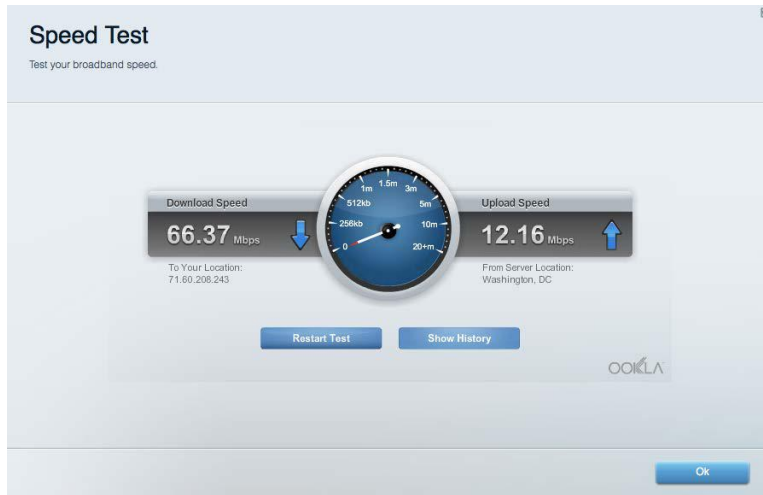 Speed Test
Test your broadband speed.
Download Speed
66.37 Mbps
To Your Location:
71.60.208.243
0
256kb
512kb
1m
1.5m
3m
5m
10m
20+m
Upload Speed
12.16 Mbps
From Server Location:
Washington, DC
Restart Test
Show History
OOKLA
Ok